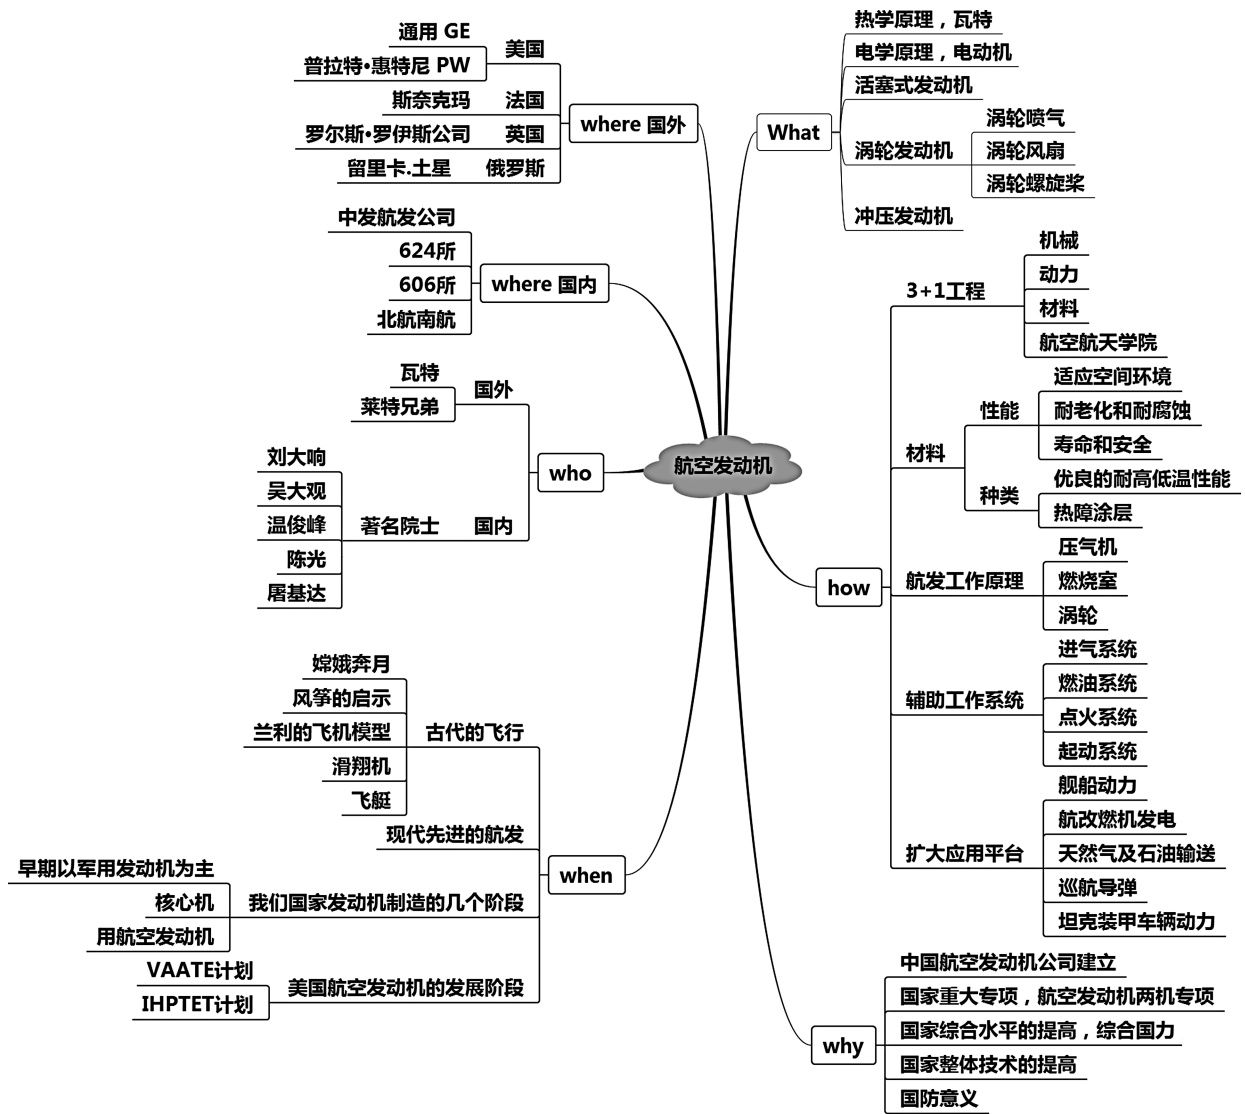 航空发动机
What
热学原理，瓦特
电学原理，电动机
活塞式发动机
涡轮发动机
涡轮喷气
涡轮风扇
涡轮螺旋桨
冲压发动机
how
3+1工程
机械
动力
材料
航空航天学院
材料
性能
适应空间环境
耐老化和耐腐蚀
寿命和安全
种类
优良的耐高低温性能
热障涂层
航发工作原理
压气机
燃烧室
涡轮
辅助工作系统
进气系统
燃油系统
点火系统
起动系统
扩大应用平台
舰船动力
航改燃机发电
天然气及石油输送
巡航导弹
坦克装甲车辆动力
why
中国航空发动机公司建立
国家重大专项，航空发动机两机专项
国家综合水平的提高，综合国力
国家整体技术的提高
国防意义
where 国外
美国
通用 GE
普拉特•惠特尼 PW
法国
斯奈克玛
英国
罗尔斯•罗伊斯公司
俄罗斯
留里卡.土星
where 国内
中发航发公司
624所
606所
北航南航
who
国外
瓦特
莱特兄弟
国内
著名院士
刘大响
吴大观
温俊峰
陈光
屠基达
when
古代的飞行
嫦娥奔月
风筝的启示
兰利的飞机模型
滑翔机
飞艇
现代先进的航发
我们国家发动机制造的几个阶段
早期以军用发动机为主
核心机
用航空发动机
美国航空发动机的发展阶段
VAATE计划
IHPTET计划